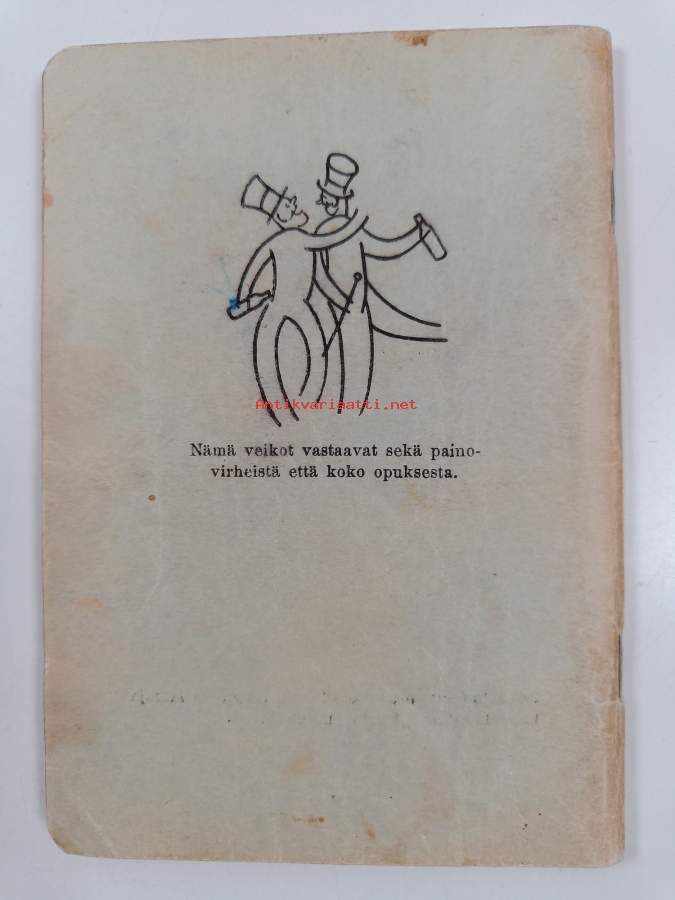 Antikvariaatti.net
Nämä veikot vastaavat sekä paino-
virheistä että koko opuksesta.